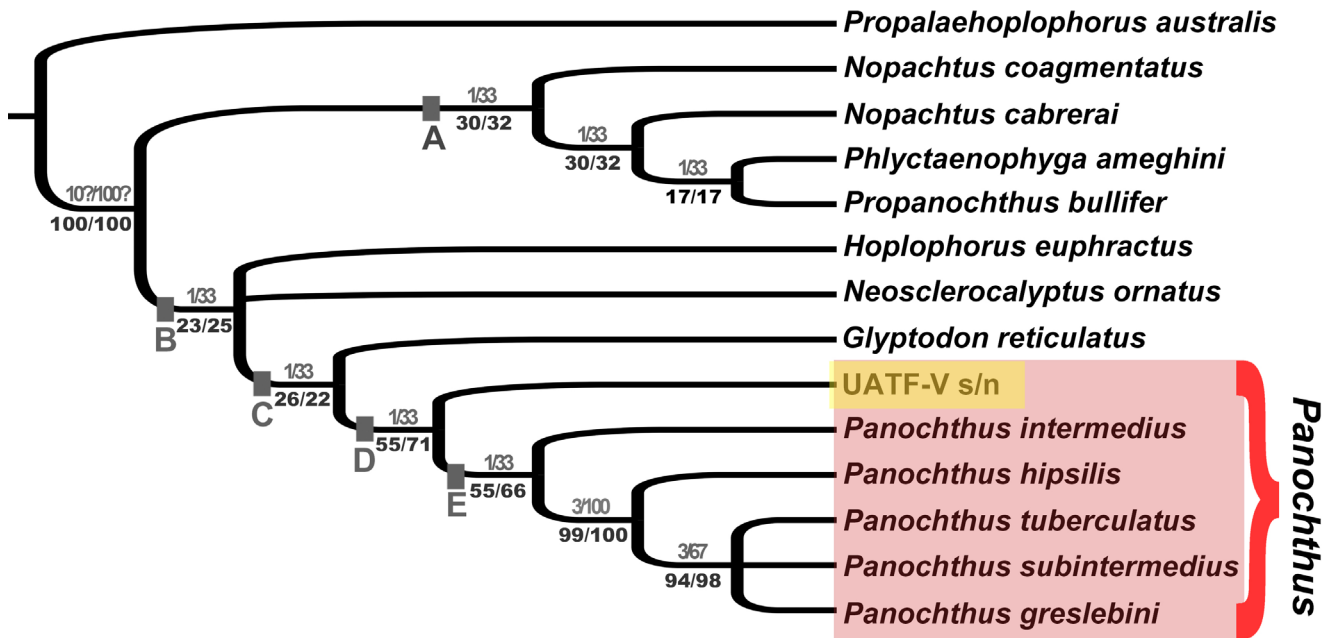 Propalaehoplophorus australis
Nopachtus coagmentatus
1/33
A
30/32
Nopachtus cabrerai
1/33
30/32
Phlyctaenophyga ameghini
1/33
17/17
Propanochthus bullifer
10?/100?
100/100
Hoplophorus euphractus
Neosclerocalyptus ornatus
1/33
B
23/25
Glyptodon reticulatus
1/33
C
26/22
UATF-V s/n
Panochthus
1/33
D
55/71
Panochthus intermedius
1/33
E
55/66
Panochthus hipsilis
3/100
99/100
Panochthus tuberculatus
3/67
94/98
Panochthus subintermedius
Panochthus greslebini